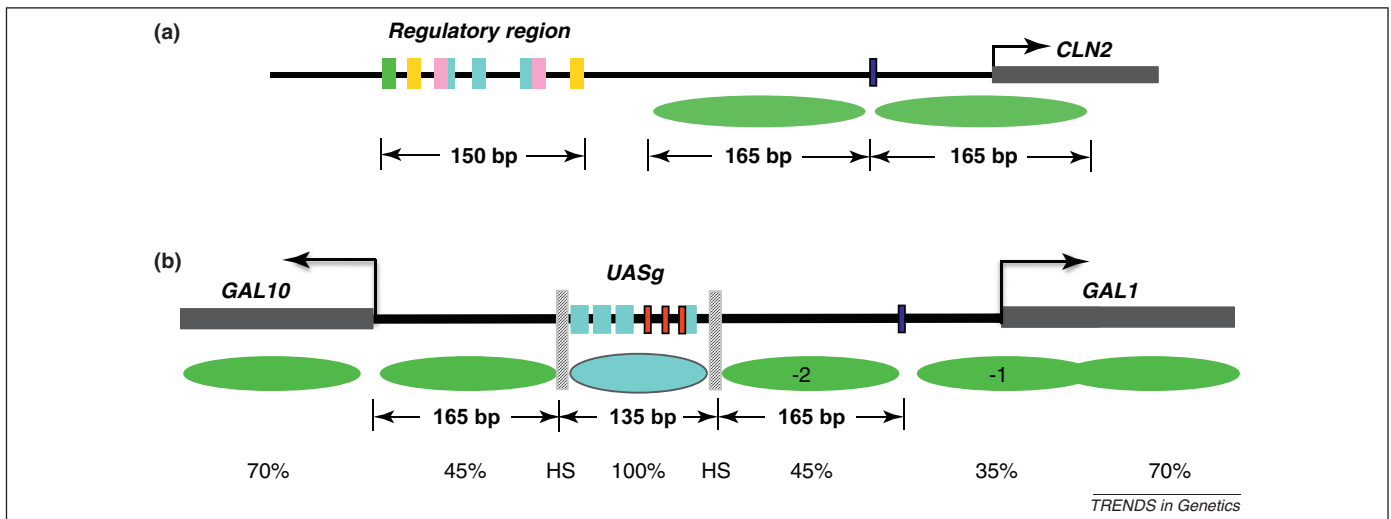 (a)
Regulatory region
CLN2
150 bp
165 bp
165 bp
(b)
UASg
GAL10
GAL1
-2
-1
165 bp
135 bp
165 bp
70%
45%
HS
100%
HS
45%
35%
70%
TRENDS in Genetics